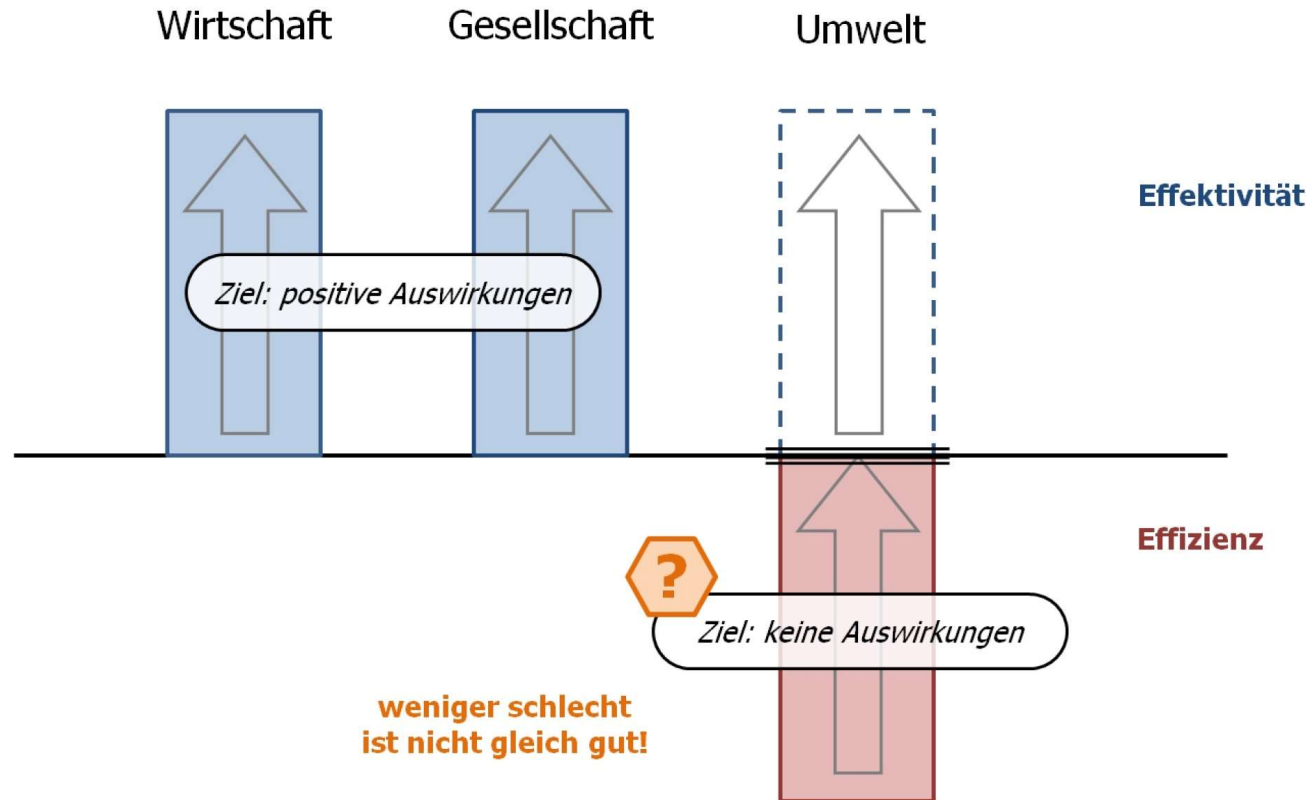 Wirtschaft
Gesellschaft
Umwelt
Effektivität
Ziel: positive Auswirkungen
Effizienz
?
Ziel: keine Auswirkungen
weniger schlecht
ist nicht gleich gut!